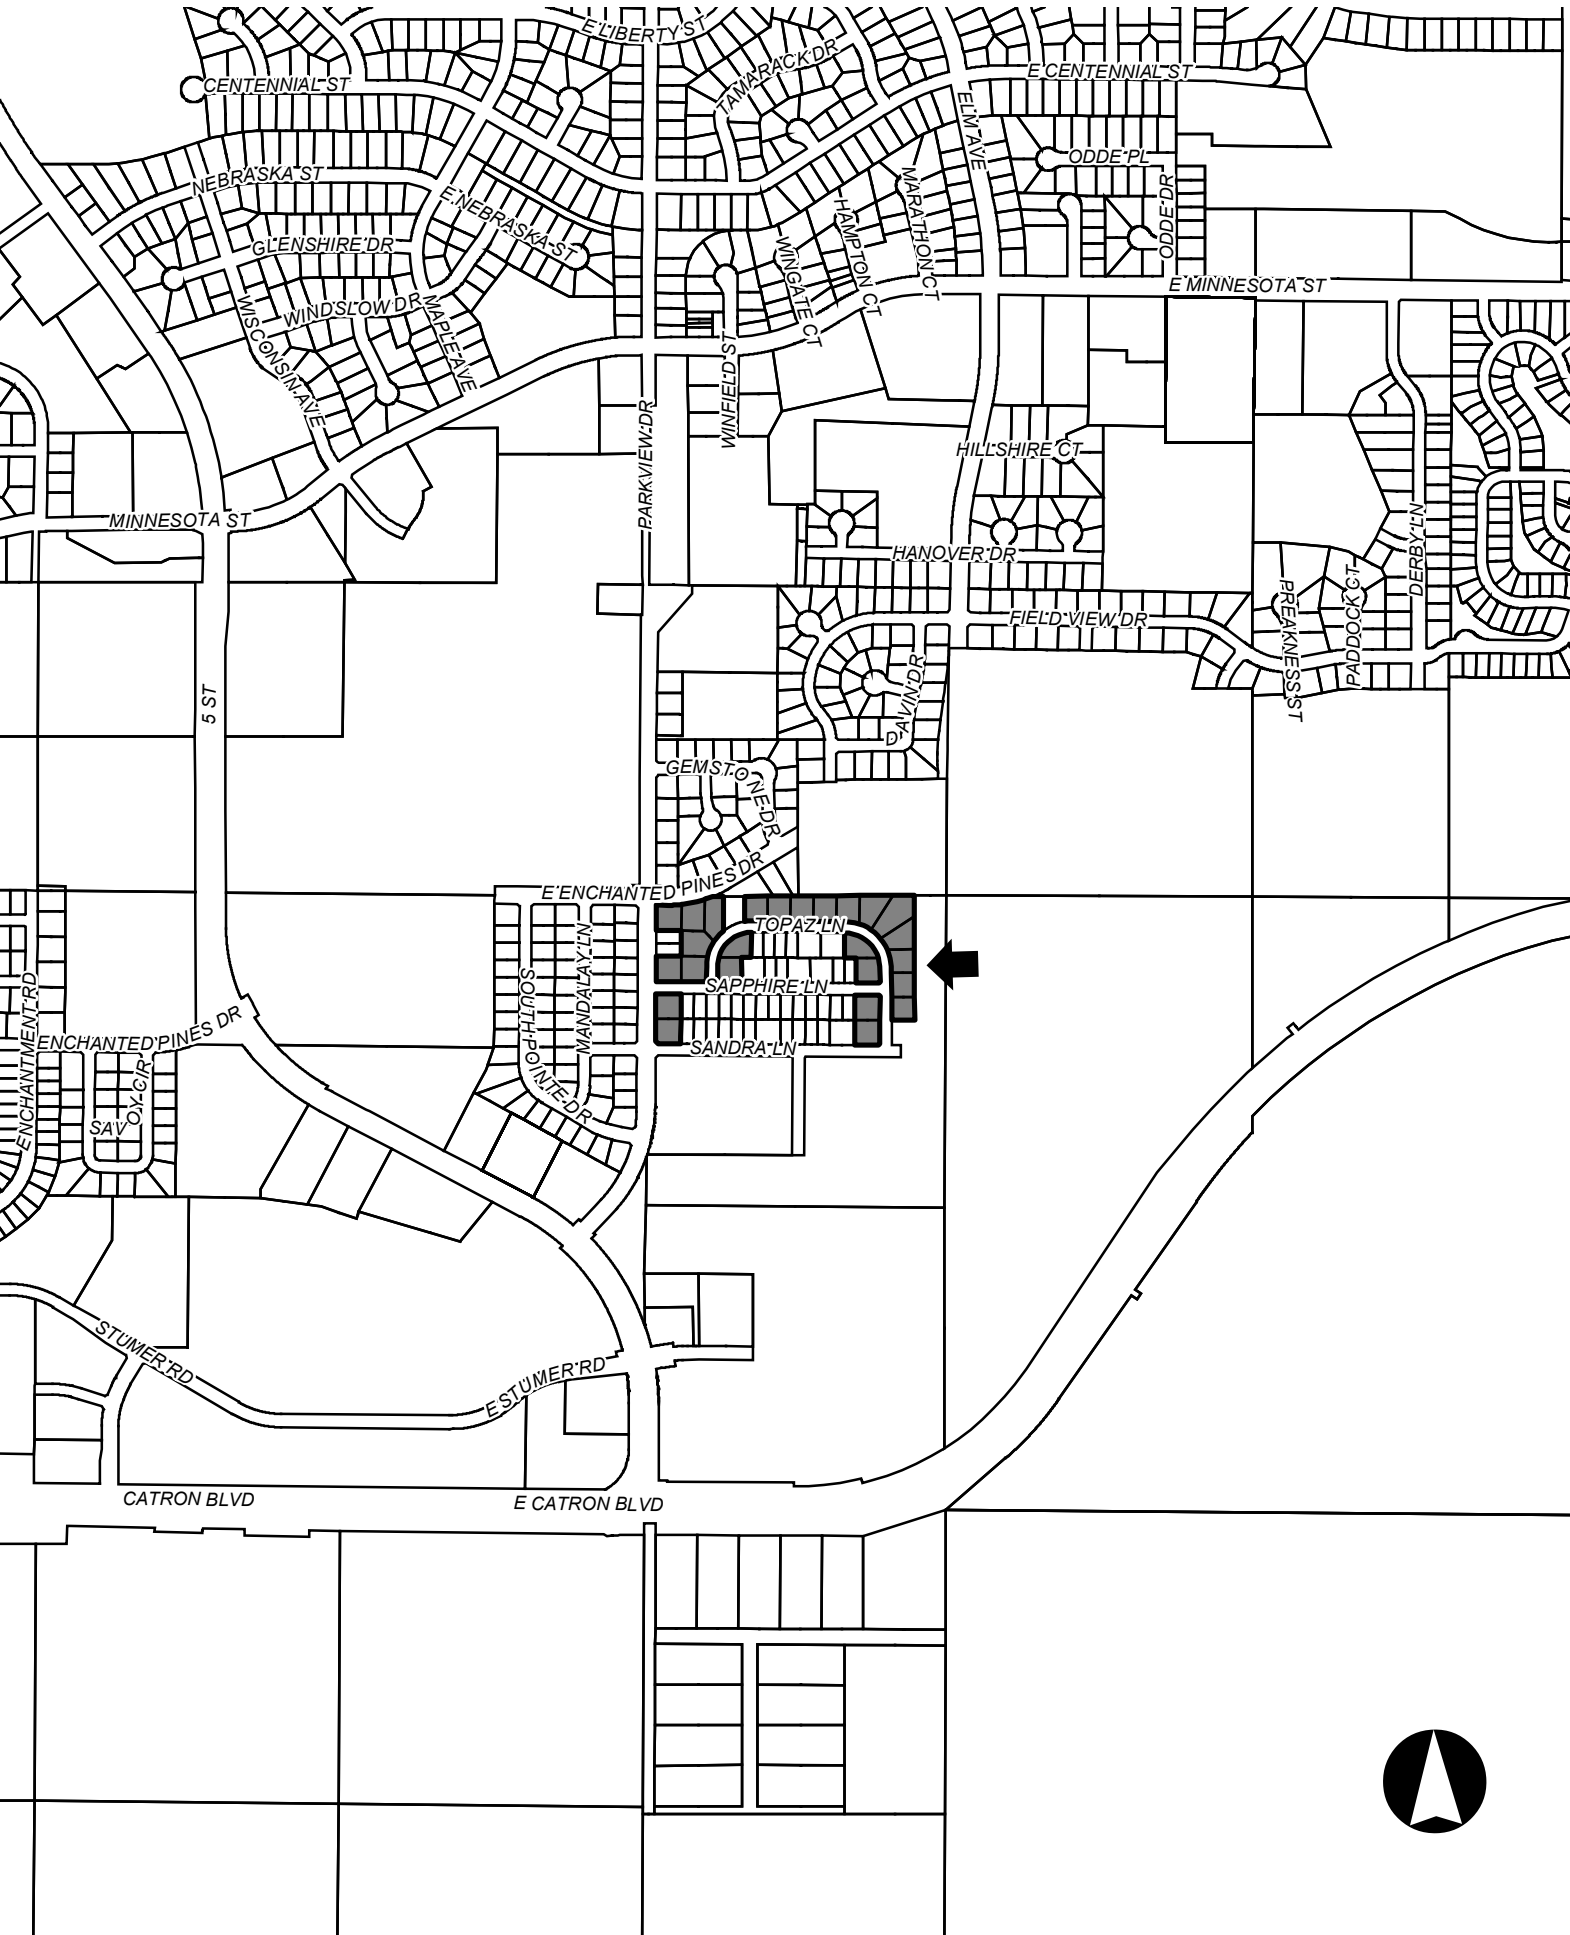 E LIBERTY ST
TAMARACK DR
CENTENNIAL ST
E CENTENNIAL ST
ELM AVE
ODDE PL
NEBRASKA ST
E NEBRASKA ST
MARATHON CT
HAMPTON CT
ODDE DR
GLENSHIRE DR
WINGATE CT
E MINNESOTA ST
WINDSLOW DR
WISCONSIN AVE
MAPLE AVE
WINFIELD ST
PARKVIEW DR
HILLSHIRE CT
MINNESOTA ST
HANOVER DR
DERBY LN
FIELD VIEW DR
PREAKNESS ST
PADDOCK CT
5 ST
DAVIN DR
GEMSTONE DR
E ENCHANTED PINES DR
TOPAZ LN
MANDALAY LN
SOUTH POINTE DR
SAPPHIRE LN
ENCHANTMENT RD
ENCHANTED PINES DR
SANDRA LN
SAVOY CIR
STUMER RD
E STUMER RD
CATRON BLVD
E CATRON BLVD